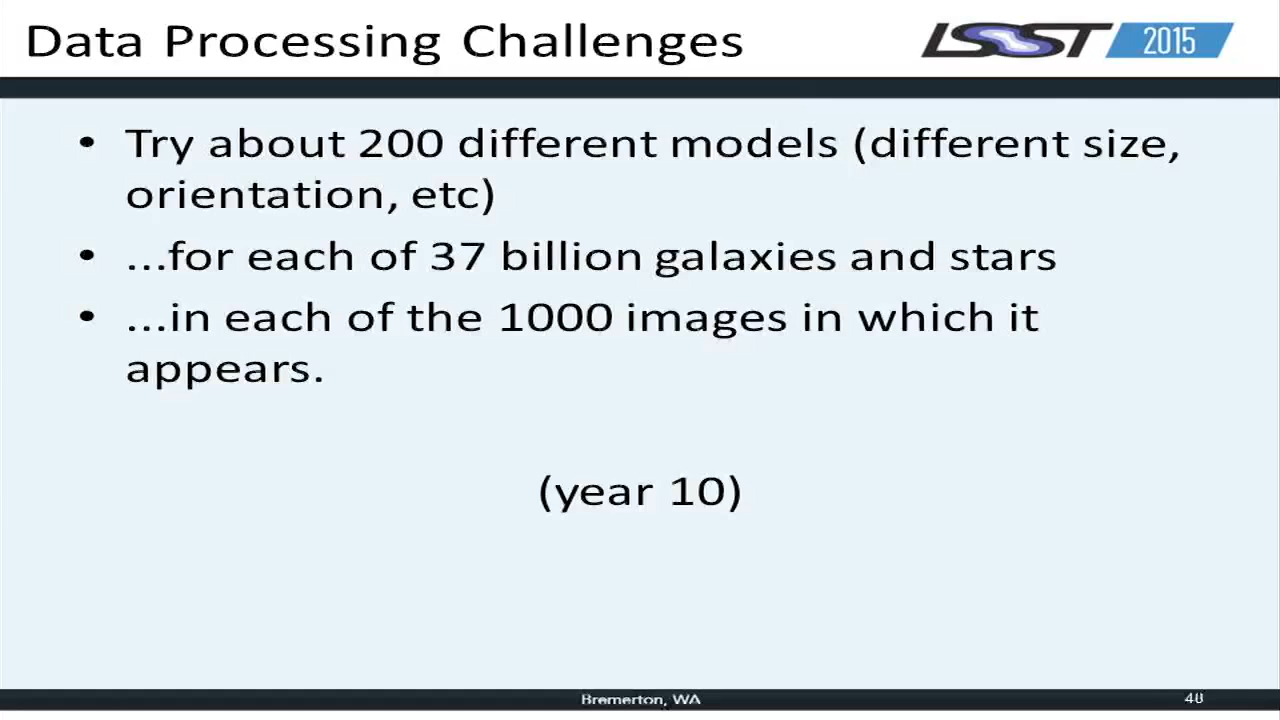 Data Processing Challenges
LSST 2015
• Try about 200 different models (different size,
orientation, etc)
• ...for each of 37 billion galaxies and stars
• ...in each of the 1000 images in which it
appears.
(year 10)
Bremerton, WA
48